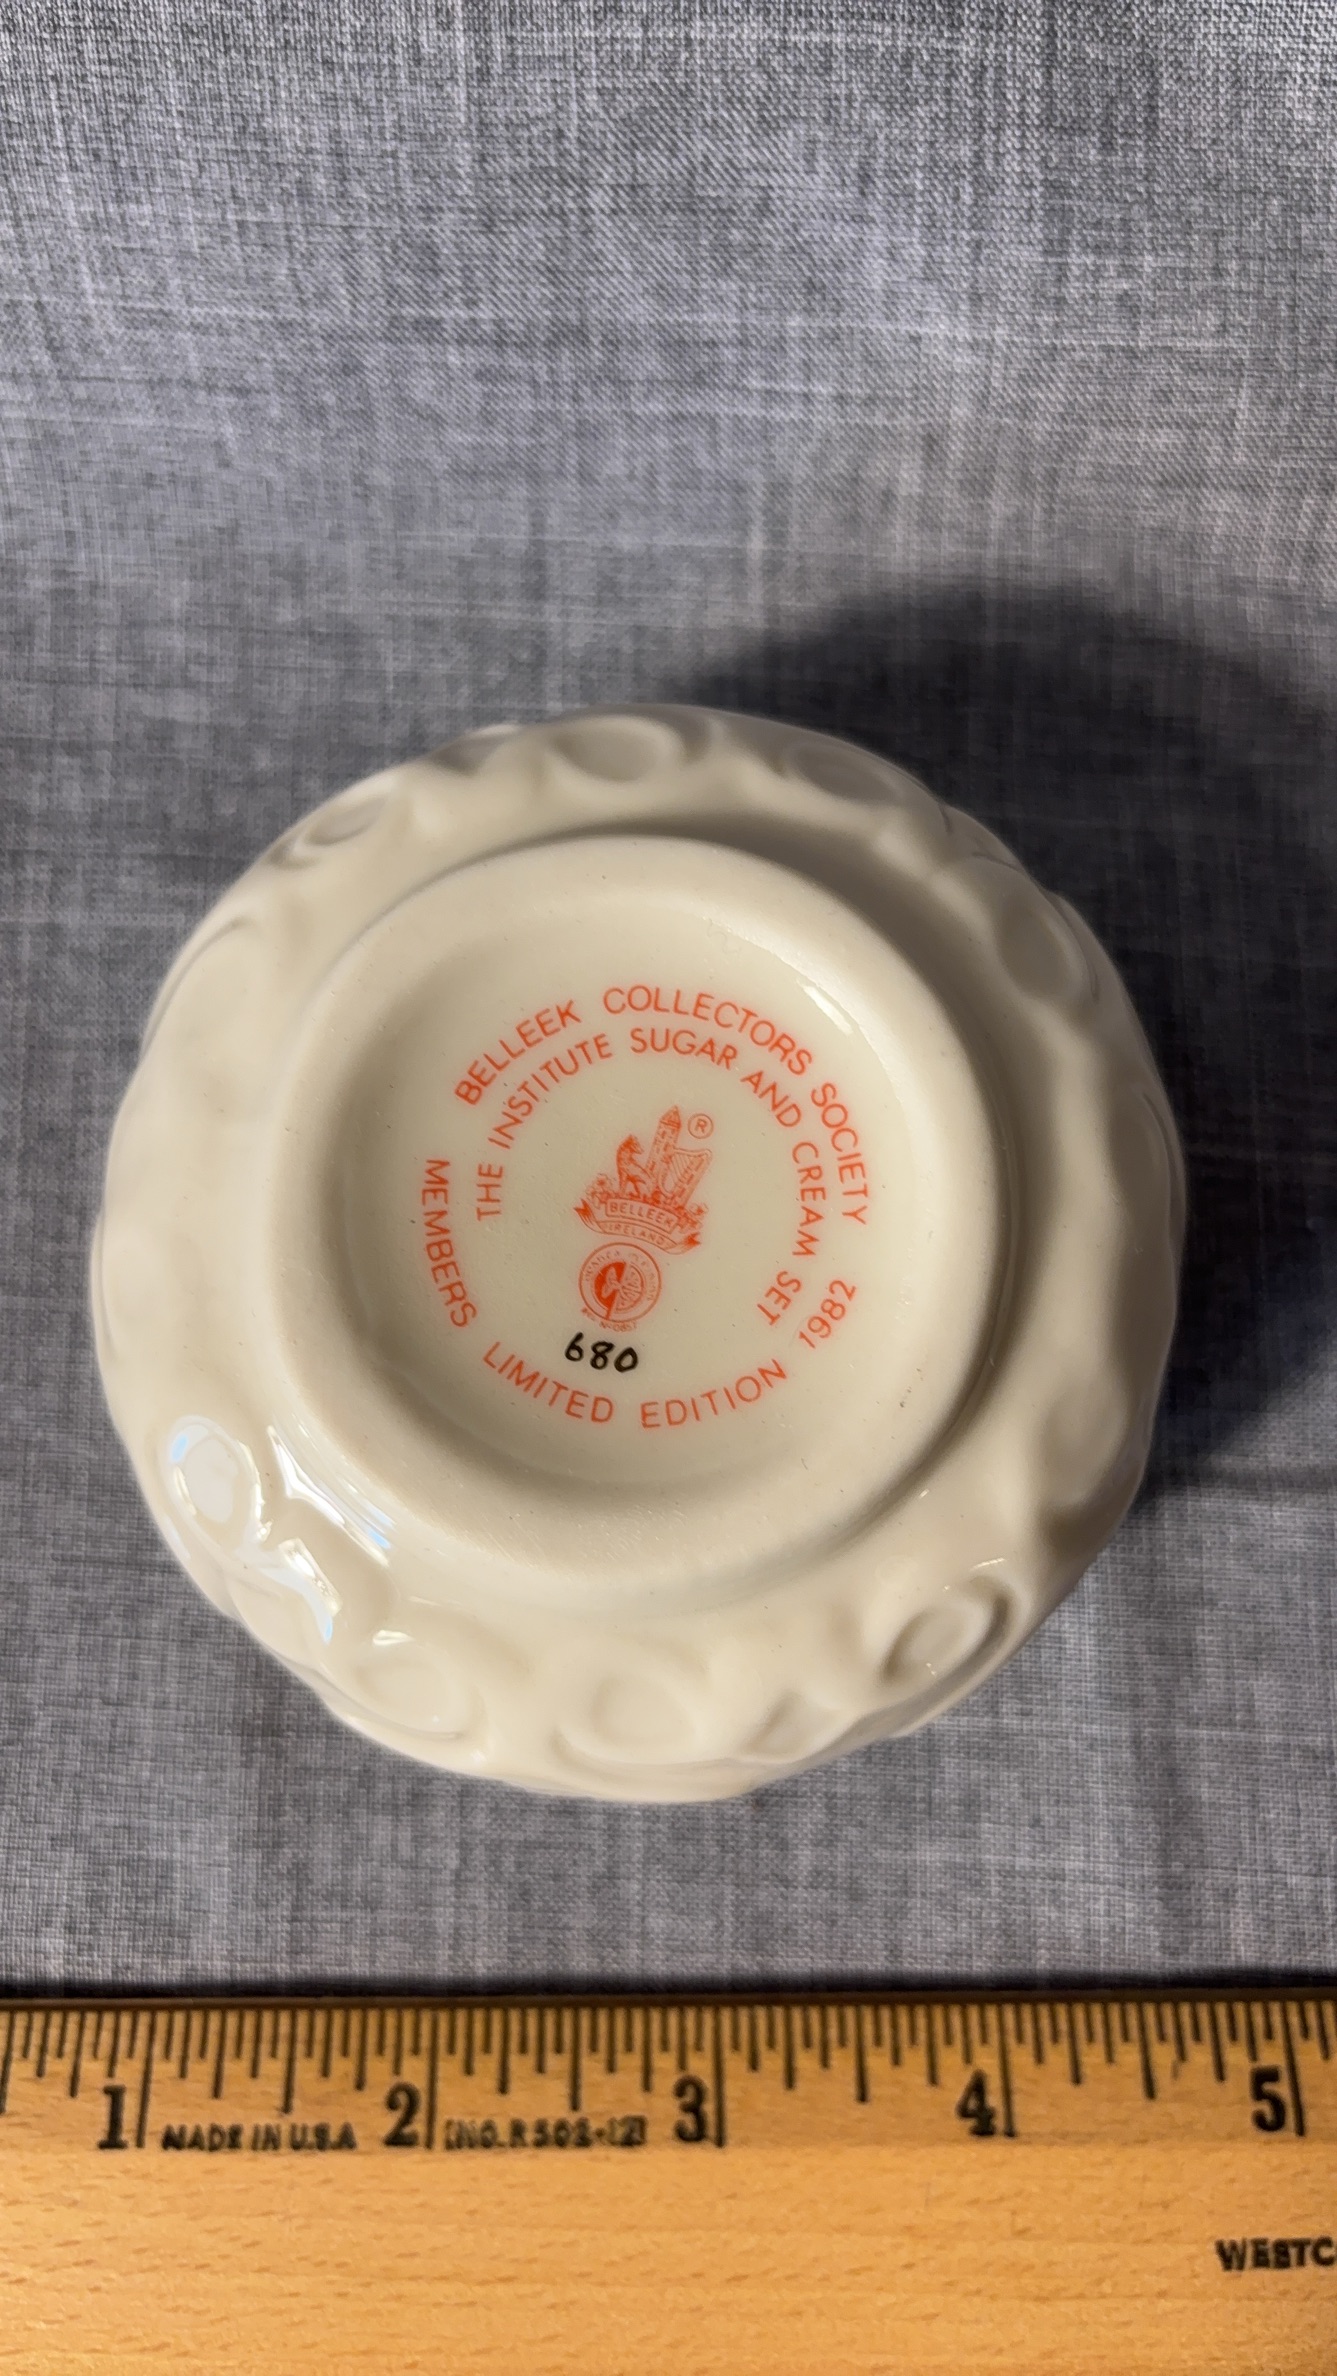 BELLEEK COLLECTORS SOCIETY
THE INSTITUTE SUGAR AND CREAM SET
®
BELLEEK
IRELAND
680
MEMBERS LIMITED EDITION 1982
1 2 3 4 5
MADE IN U.S.A